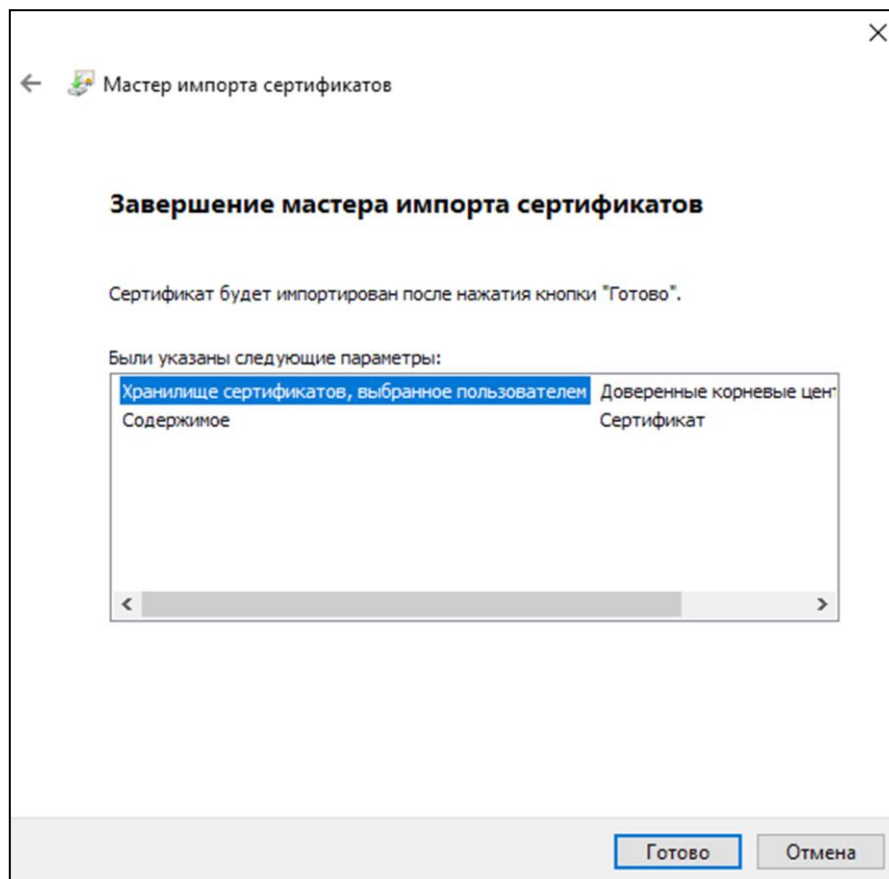 Мастер импорта сертификатов
Завершение мастера импорта сертификатов
Сертификат будет импортирован после нажатия кнопки "Готово".
Были указаны следующие параметры:
Хранилище сертификатов, выбранное пользователем Доверенные корневые
Содержимое Сертификат
Готово Отмена